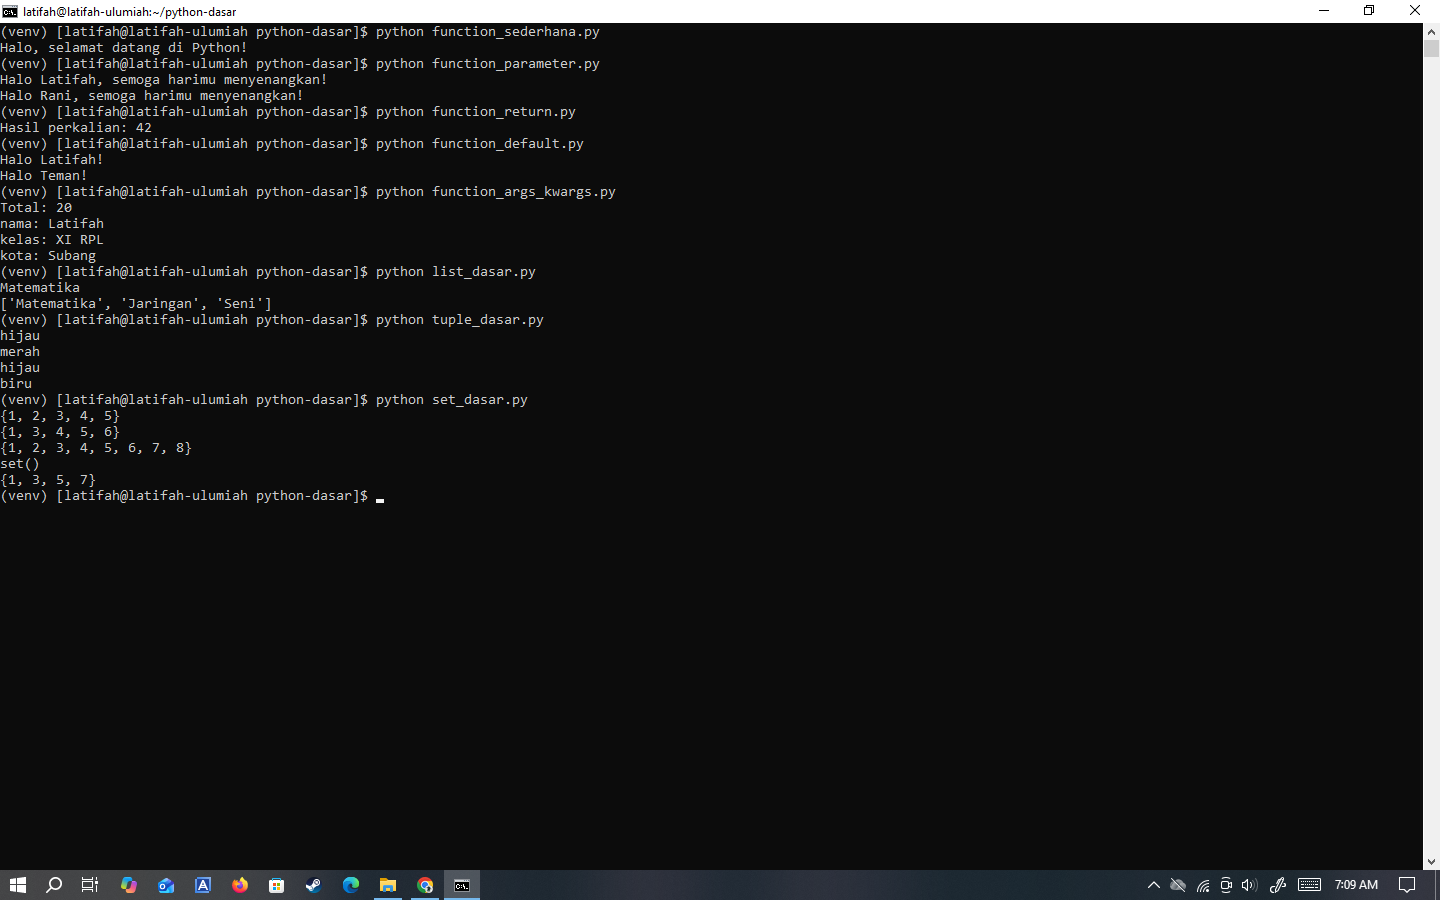 latifah@latifah-ulumiah:~/python-dasar
(venv) [latifah@latifah-ulumiah python-dasar]$ python function_sederhana.py
Halo, selamat datang di Python!
(venv) [latifah@latifah-ulumiah python-dasar]$ python function_parameter.py
Halo Latifah, semoga harimu menyenangkan!
Halo Rani, semoga harimu menyenangkan!
(venv) [latifah@latifah-ulumiah python-dasar]$ python function_return.py
Hasil perkalian: 42
(venv) [latifah@latifah-ulumiah python-dasar]$ python function_default.py
Halo Latifah!
Halo Teman!
(venv) [latifah@latifah-ulumiah python-dasar]$ python function_args_kwargs.py
Total: 20
nama: Latifah
kelas: XI RPL
kota: Subang
(venv) [latifah@latifah-ulumiah python-dasar]$ python list_dasar.py
Matematika
['Matematika', 'Jaringan', 'Seni']
(venv) [latifah@latifah-ulumiah python-dasar]$ python tuple_dasar.py
hijau
merah
hijau
biru
(venv) [latifah@latifah-ulumiah python-dasar]$ python set_dasar.py
{1, 2, 3, 4, 5}
{1, 3, 4, 5, 6}
{1, 2, 3, 4, 5, 6, 7, 8}
set()
{1, 3, 5, 7}
(venv) [latifah@latifah-ulumiah python-dasar]$
7:09 AM